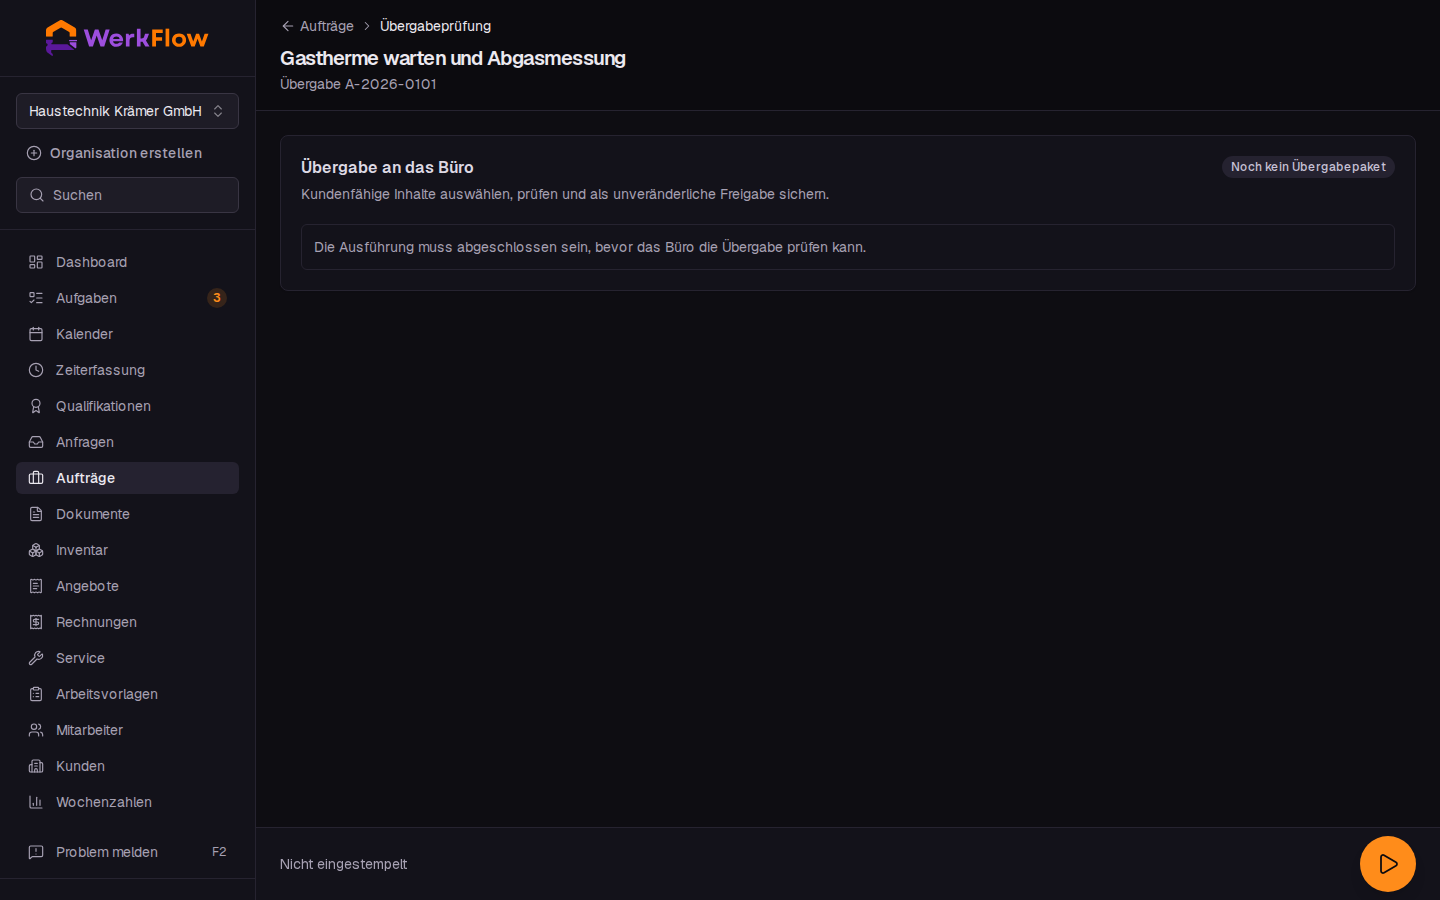 WerkFlow
Haustechnik Krämer GmbH
Organisation erstellen
Suchen
Dashboard
Aufgaben 3
Kalender
Zeiterfassung
Qualifikationen
Anfragen
Aufträge
Dokumente
Inventar
Angebote
Rechnungen
Service
Arbeitsvorlagen
Mitarbeiter
Kunden
Wochenzahlen
Problem melden F2
Aufträge Übergabeprüfung
Gastherme warten und Abgasmessung
Übergabe A-2026-0101
Übergabe an das Büro
Noch kein Übergabepaket
Kundenfähige Inhalte auswählen, prüfen und als unveränderliche Freigabe sichern.
Die Ausführung muss abgeschlossen sein, bevor das Büro die Übergabe prüfen kann.
Nicht eingestempelt